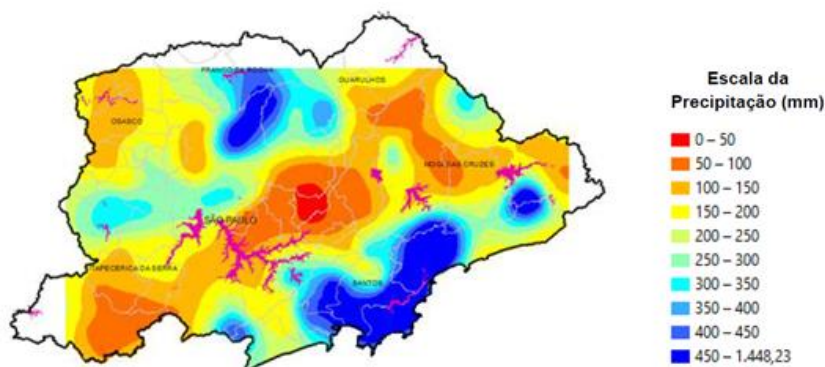 FRANCO DA ROCHA
GUARULHOS
OSASCO
MOGI DAS CRUZES
SÃO PAULO
ITAPECERICA DA SERRA
SANTOS
Escala da
Precipitação (mm)
0 – 50
50 – 100
100 – 150
150 – 200
200 – 250
250 – 300
300 – 350
350 – 400
400 – 450
450 – 1.448,23